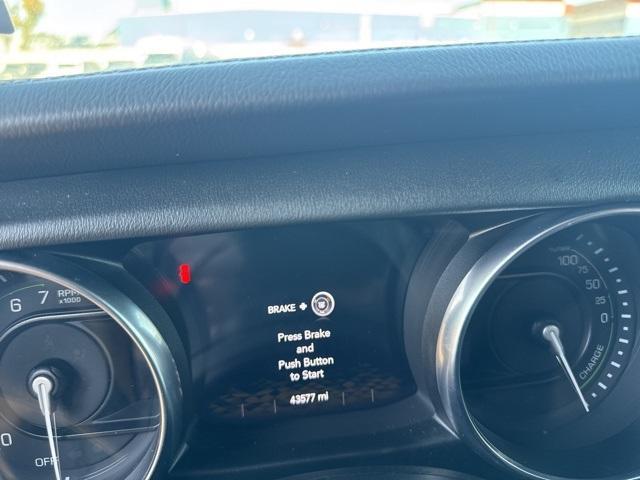 6 7 RPM
x1000
0
OFF
BRAKE +
Press Brake
and
Push Button
to Start
43577 mi
100
75
50
25
0
CHARGE